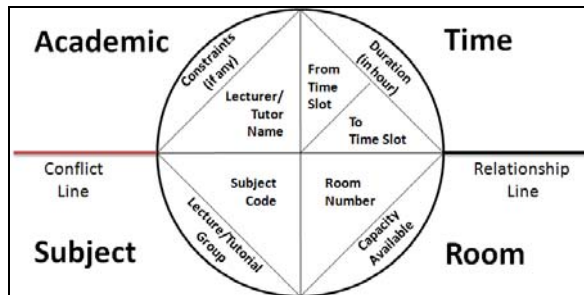 Academic
Time
Constraints
(if any)
Lecturer/
Tutor
Name
From
Time
Slot
Duration
(in hour)
To
Time Slot
Conflict
Line
Relationship
Line
Subject
Code
Room
Number
Lecture/Tutorial
Group
Capacity
Available
Subject
Room